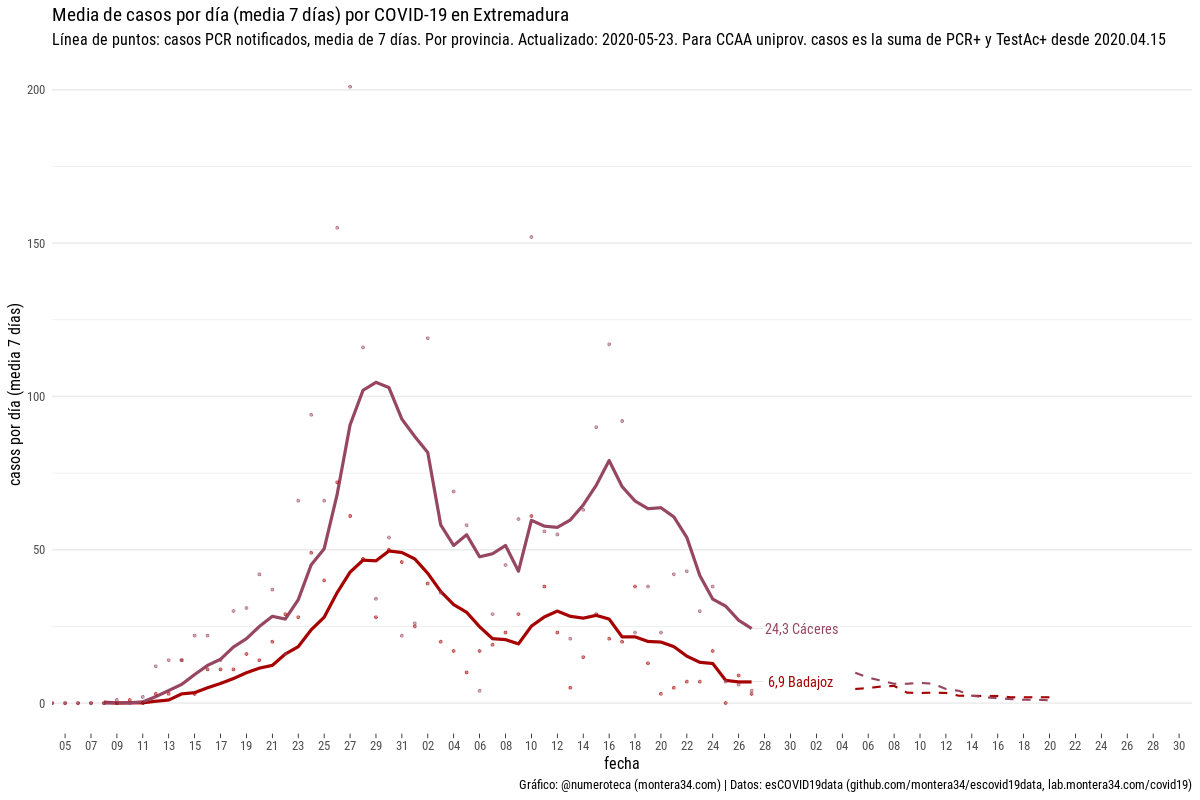 Media de casos por día (media 7 días) por COVID-19 en Extremadura
Línea de puntos: casos PCR notificados, media de 7 días. Por provincia. Actualizado: 2020-05-23. Para CCAA uniprov. casos es la suma de PCR+ y TestAc+ desde 2020.04.15
casos por día (media 7 días)
200
150
100
50
0
24,3 Cáceres
6,9 Badajoz
05 07 09 11 13 15 17 19 21 23 25 27 29 31 02 04 06 08 10 12 14 16 18 20 22 24 26 28 30 02 04 06 08 10 12 14 16 18 20 22 24 26 28 30
fecha
Gráfico: @numeroteca (montera34.com) | Datos: esCOVID19data (github.com/montera34/escovid19data, lab.montera34.com/covid19)